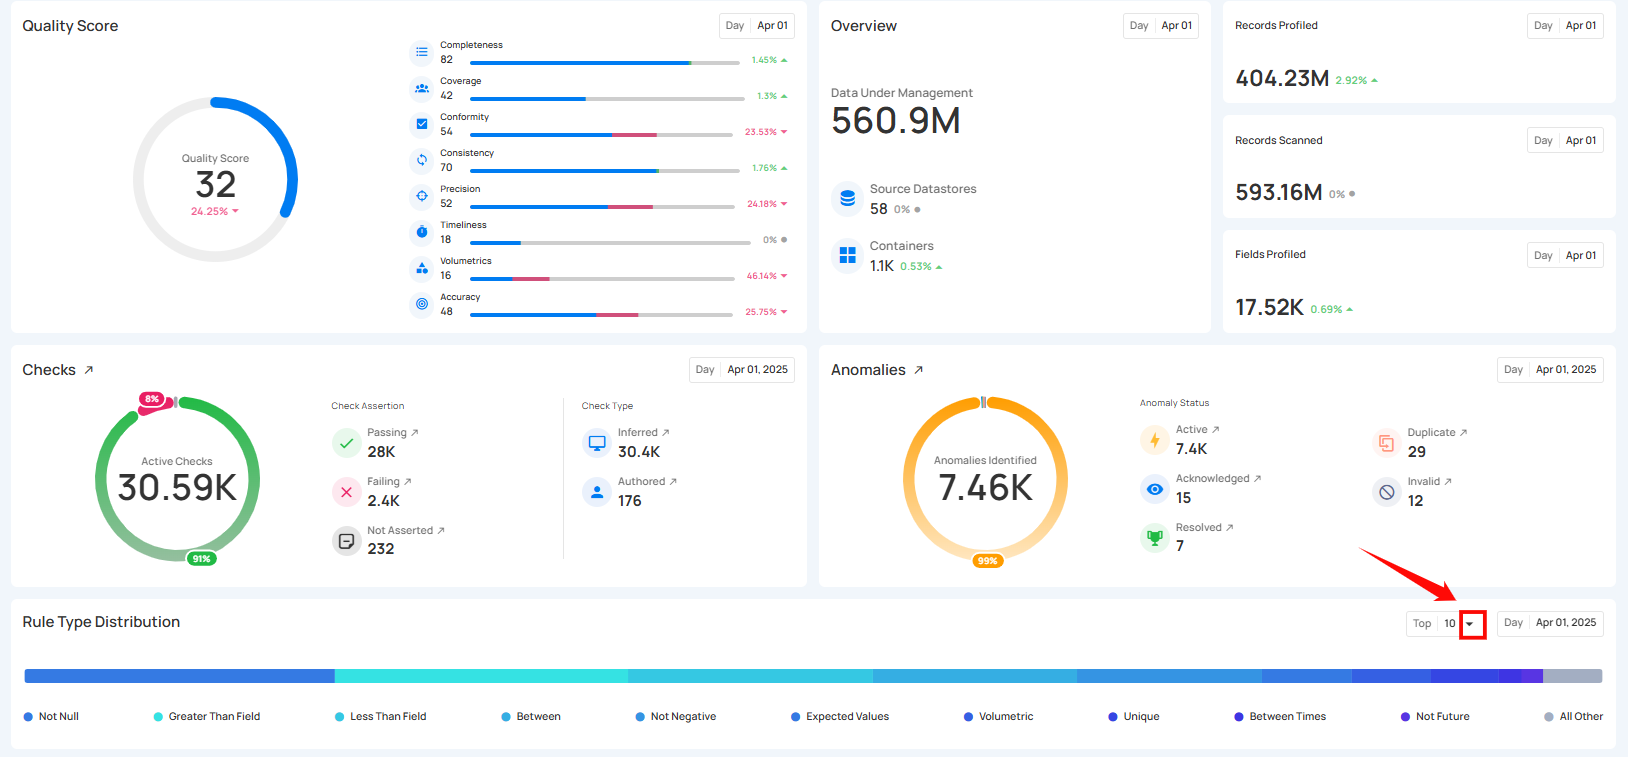 Quality Score
Day Apr 01
Quality Score
32
24.25%
Completeness
82
1.45%
Coverage
42
1.3%
Conformity
54
23.53%
Consistency
70
1.76%
Precision
52
24.18%
Timeliness
18
0%
Volumetrics
16
46.14%
Accuracy
48
25.75%
Overview
Day Apr 01
Data Under Management
560.9M
Source Datastores
58 0%
Containers
1.1K 0.53%
Records Profiled
Day Apr 01
404.23M 2.92%
Records Scanned
Day Apr 01
593.16M 0%
Fields Profiled
Day Apr 01
17.52K 0.69%
Checks
Day Apr 01, 2025
8%
Active Checks
30.59K
91%
Check Assertion
Passing
28K
Failing
2.4K
Not Asserted
232
Check Type
Inferred
30.4K
Authored
176
Anomalies
Day Apr 01, 2025
Anomalies Identified
7.46K
99%
Anomaly Status
Active
7.4K
Acknowledged
15
Resolved
7
Duplicate
29
Invalid
12
Rule Type Distribution
Top 10
Day Apr 01, 2025
Not Null Greater Than Field Less Than Field Between Not Negative Expected Values Volumetric Unique Between Times Not Future All Other